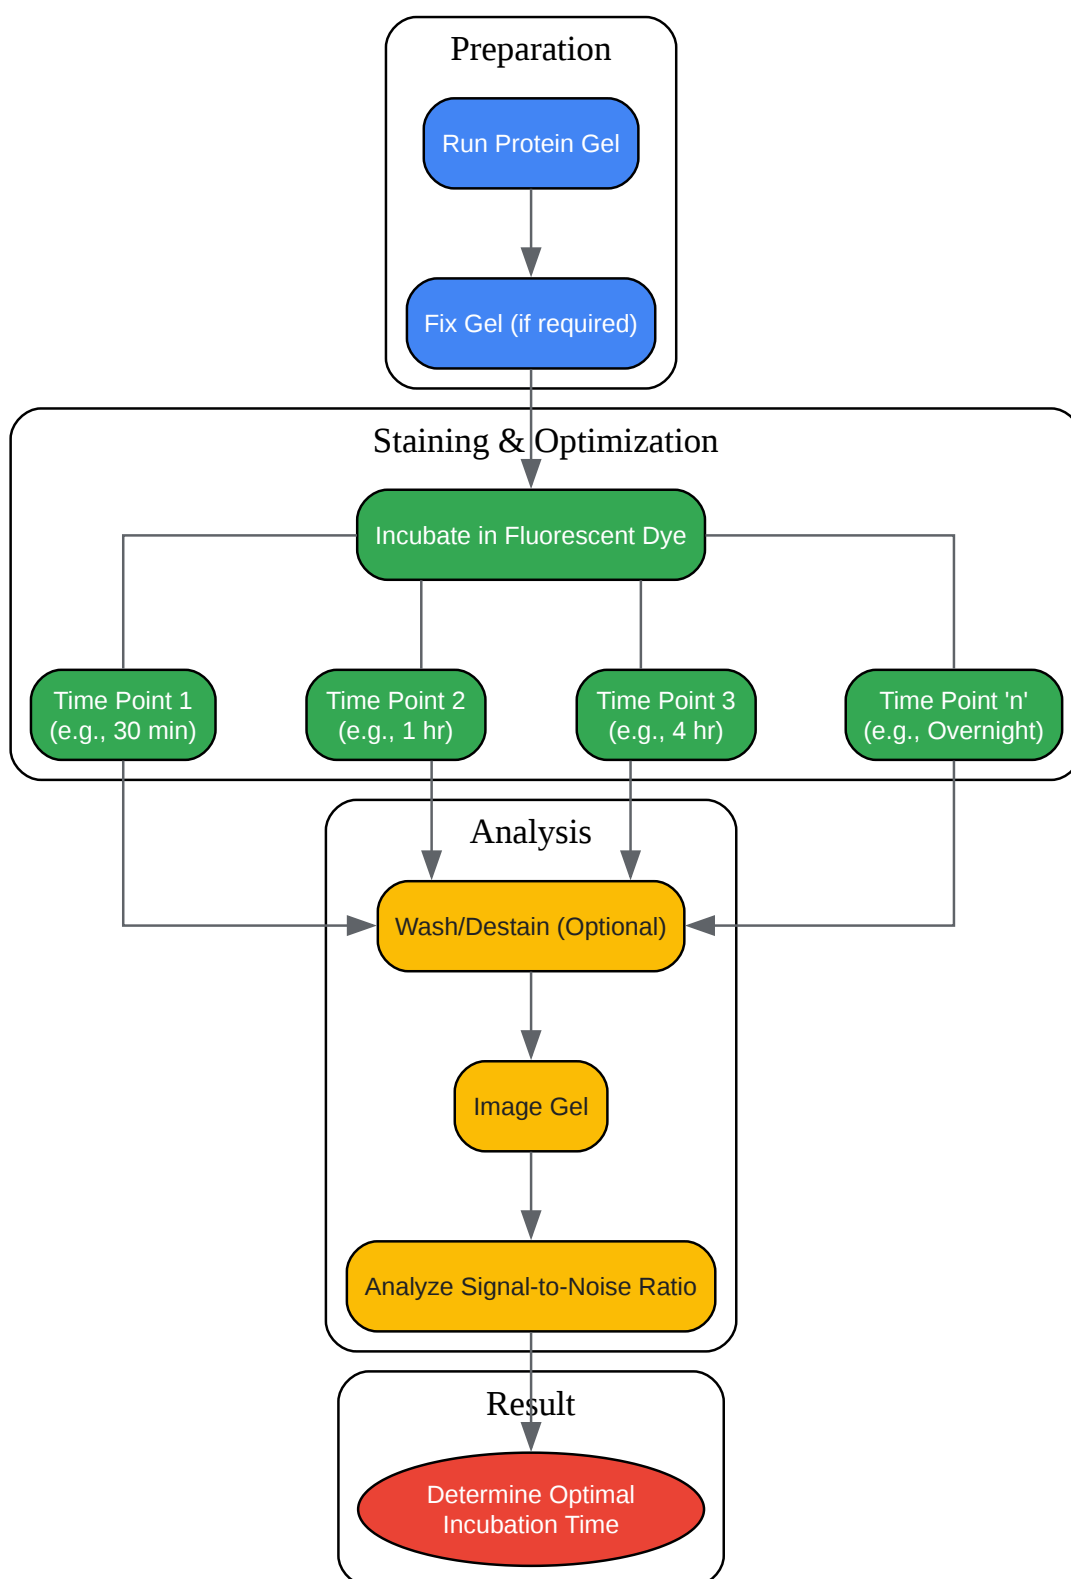 Preparation
Run Protein Gel
Fix Gel (if required)
Staining & Optimization
Incubate in Fluorescent Dye
Time Point 1
(e.g., 30 min)
Time Point 2
(e.g., 1 hr)
Time Point 3
(e.g., 4 hr)
Time Point 'n'
(e.g., Overnight)
Analysis
Wash/Destain (Optional)
Image Gel
Analyze Signal-to-Noise Ratio
Result
Determine Optimal
Incubation Time